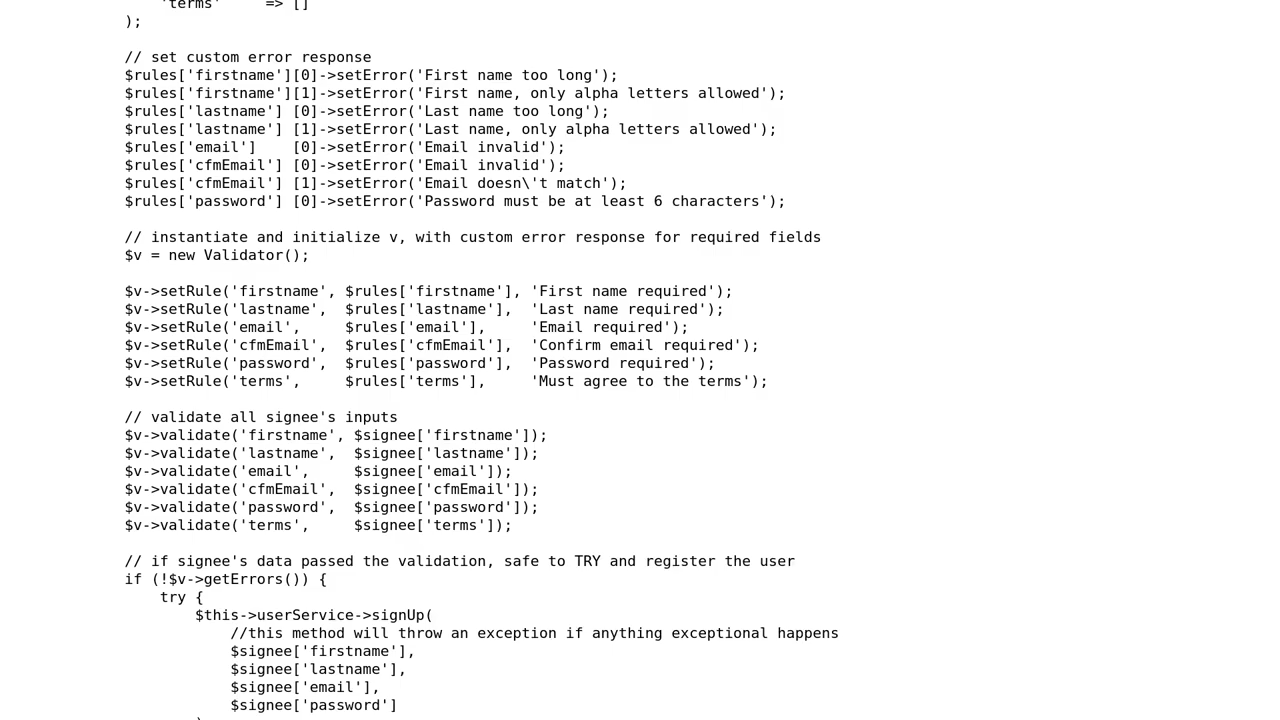 'terms'     => []
);

// set custom error response
$rules['firstname'][0]->setError('First name too long');
$rules['firstname'][1]->setError('First name, only alpha letters allowed');
$rules['lastname'] [0]->setError('Last name too long');
$rules['lastname'] [1]->setError('Last name, only alpha letters allowed');
$rules['email']    [0]->setError('Email invalid');
$rules['cfmEmail'] [0]->setError('Email invalid');
$rules['cfmEmail'] [1]->setError('Email doesn\'t match');
$rules['password'] [0]->setError('Password must be at least 6 characters');

// instantiate and initialize v, with custom error response for required fields
$v = new Validator();

$v->setRule('firstname', $rules['firstname'], 'First name required');
$v->setRule('lastname',  $rules['lastname'],  'Last name required');
$v->setRule('email',     $rules['email'],     'Email required');
$v->setRule('cfmEmail',  $rules['cfmEmail'],  'Confirm email required');
$v->setRule('password',  $rules['password'],  'Password required');
$v->setRule('terms',     $rules['terms'],     'Must agree to the terms');

// validate all signee's inputs
$v->validate('firstname', $signee['firstname']);
$v->validate('lastname',  $signee['lastname']);
$v->validate('email',     $signee['email']);
$v->validate('cfmEmail',  $signee['cfmEmail']);
$v->validate('password',  $signee['password']);
$v->validate('terms',     $signee['terms']);

// if signee's data passed the validation, safe to TRY and register the user
if (!$v->getErrors()) {
    try {
        $this->userService->signUp(
            //this method will throw an exception if anything exceptional happens
            $signee['firstname'],
            $signee['lastname'],
            $signee['email'],
            $signee['password']